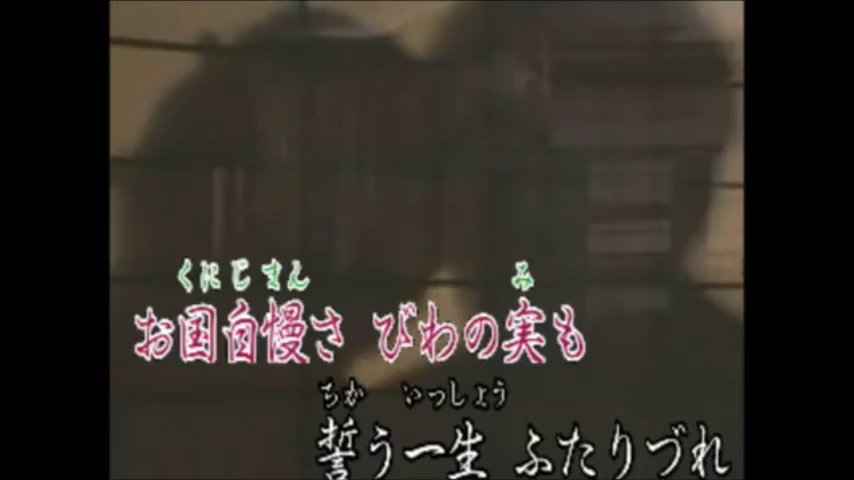 くにじまん み
お国自慢さ びわの実も
ちか いっしょう
誓う一生 ふたりづれ